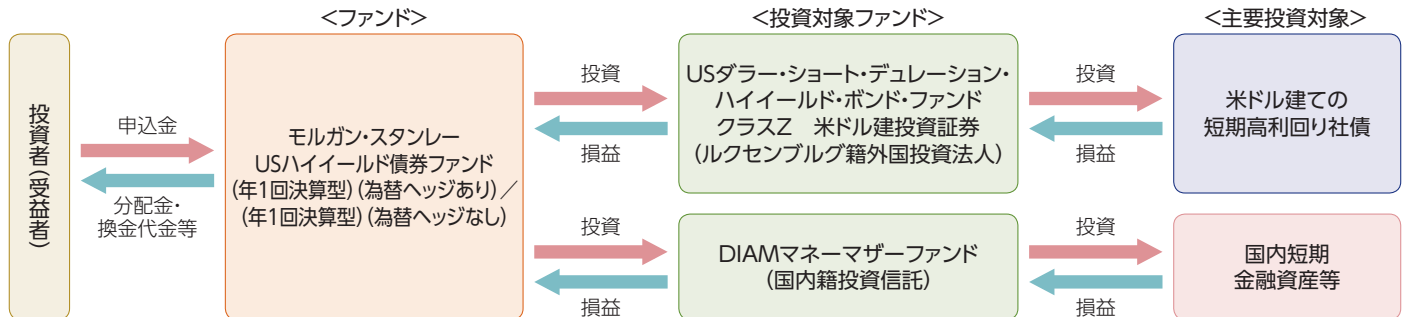 <ファンド>
<投資対象ファンド>
<主要投資対象>
投資者(受益者)
申込金
分配金・
換金代金等
モルガン・スタンレー
USハイイールド債券ファンド
(年1回決算型)(為替ヘッジあり)/
(年1回決算型)(為替ヘッジなし)
投資
損益
USダラー・ショート・デュレーション・
ハイイールド・ボンド・ファンド
クラスZ 米ドル建投資証券
(ルクセンブルグ籍外国投資法人)
投資
損益
米ドル建ての
短期高利回り社債
投資
損益
DIAMマネーマザーファンド
(国内籍投資信託)
投資
損益
国内短期
金融資産等